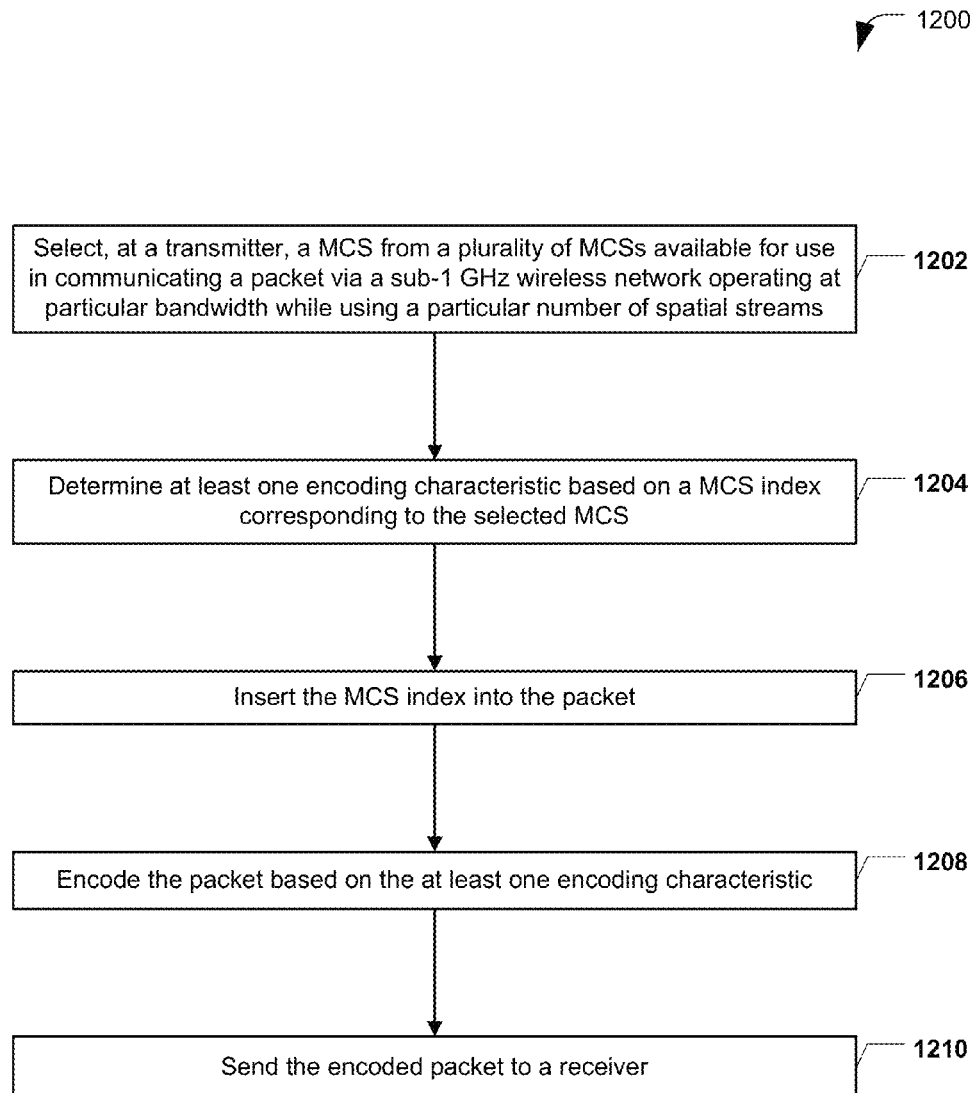 1200
Select, at a transmitter, a MCS from a plurality of MCSs available for use
in communicating a packet via a sub-1 GHz wireless network operating at
particular bandwidth while using a particular number of spatial streams
1202
Determine at least one encoding characteristic based on a MCS index
corresponding to the selected MCS
1204
Insert the MCS index into the packet
1206
Encode the packet based on the at least one encoding characteristic
1208
Send the encoded packet to a receiver
1210